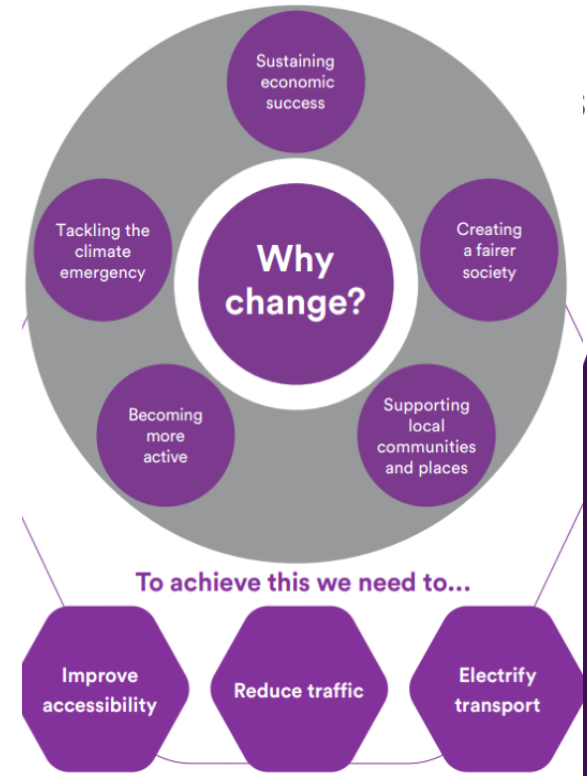 Sustaining
economic
success
Tackling the
climate
emergency
Why
change?
Creating
a fairer
society
Becoming
more
active
Supporting
local
communities
and places
To achieve this we need to...
Improve
accessibility
Reduce traffic
Electrify
transport